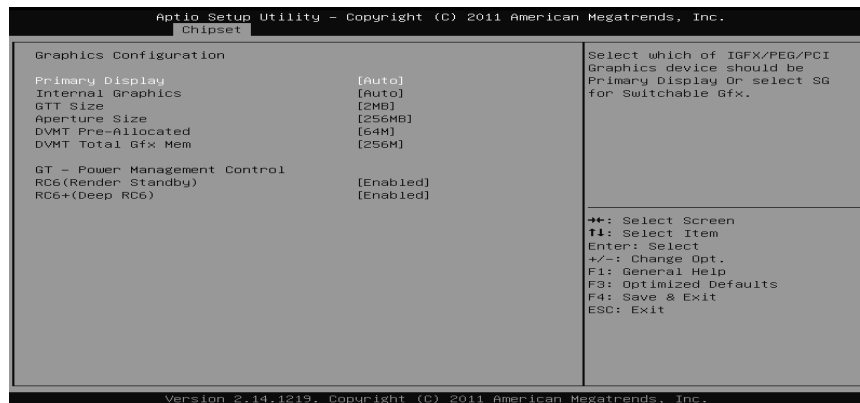 Aptio Setup Utility – Copyright (C) 2011 American Megatrends, Inc.
Chipset
Graphics Configuration
Primary Display [Auto]
Internal Graphics [Auto]
GTT Size [2MB]
Aperture Size [256MB]
DVMT Pre-Allocated [64M]
DVMT Total Gfx Mem [256M]
GT – Power Management Control
RC6(Render Standby) [Enabled]
RC6+(Deep RC6) [Enabled]
Select which of IGFX/PEG/PCI
Graphics device should be
Primary Display Or select SG
for Switchable Gfx.
→←: Select Screen
↑↓: Select Item
Enter: Select
+/-: Change Opt.
F1: General Help
F3: Optimized Defaults
F4: Save & Exit
ESC: Exit
Version 2.14.1219. Copyright (C) 2011 American Megatrends, Inc.